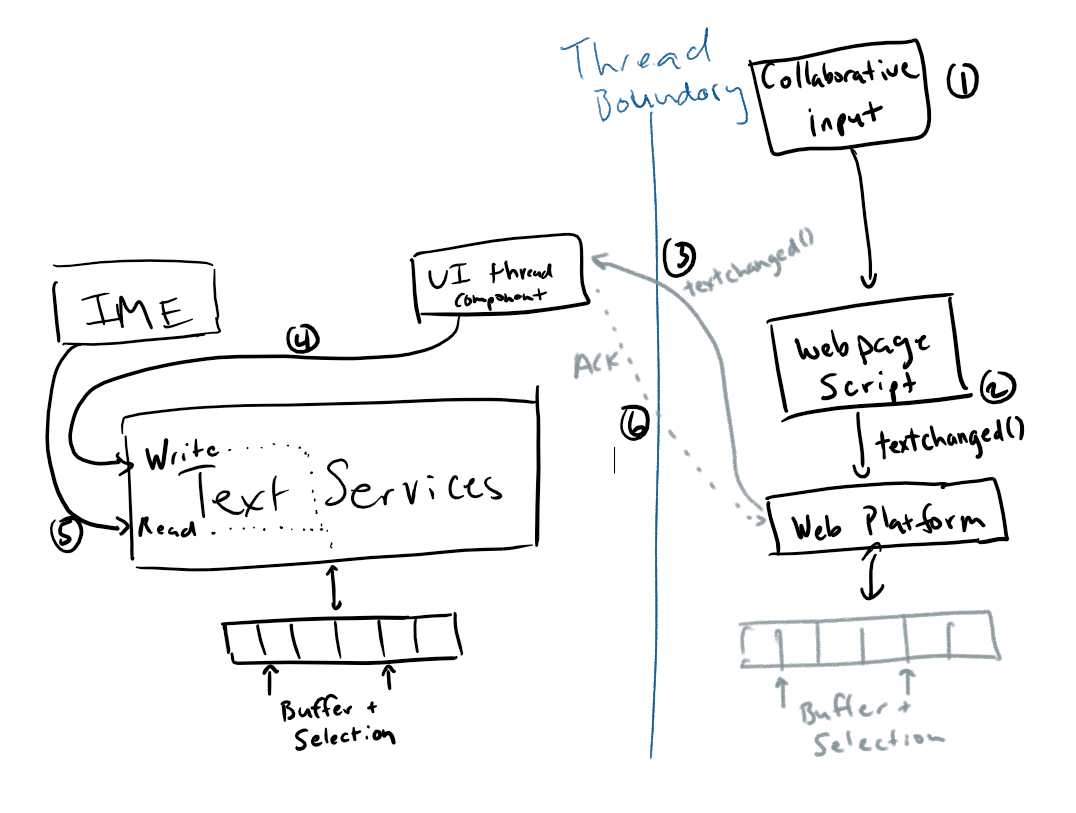 Thread
Boundory
Collaborative
input
①
③
textchanged()
UI thread
component
IME
④
ACK
Webpage
Script
②
⑥
textchanged()
Write
Text Services
⑤
Read
Web Platform
Buffer +
Selection
Buffer +
Selection